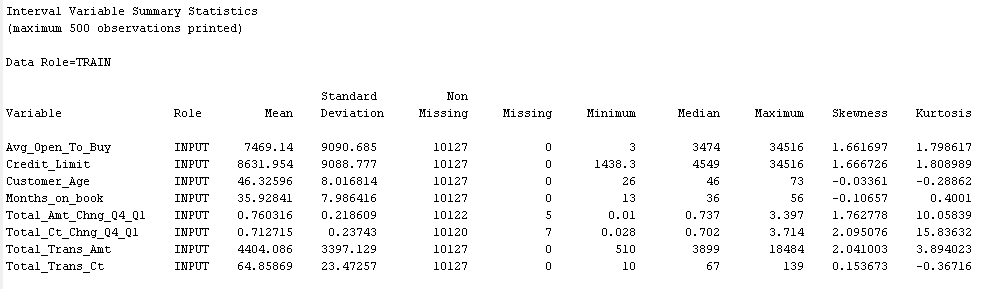 Interval Variable Summary Statistics
(maximum 500 observations printed)
Data Role=TRAIN
Standard Non
Variable Role Mean Deviation Missing Missing Minimum Median Maximum Skewness Kurtosis
Avg_Open_To_Buy INPUT 7469.14 9090.685 10127 0 3 3474 34516 1.661697 1.798617
Credit_Limit INPUT 8631.954 9088.777 10127 0 1438.3 4549 34516 1.666726 1.808989
Customer_Age INPUT 46.32596 8.016814 10127 0 26 46 73 -0.03361 -0.28862
Months_on_book INPUT 35.92841 7.986416 10127 0 13 36 56 -0.10657 0.4001
Total_Amt_Chng_Q4_Q1 INPUT 0.760316 0.218609 10122 5 0.01 0.737 3.397 1.762778 10.05839
Total_Ct_Chng_Q4_Q1 INPUT 0.712715 0.23743 10120 7 0.028 0.702 3.714 2.095076 15.83632
Total_Trans_Amt INPUT 4404.086 3397.129 10127 0 510 3899 18484 2.041003 3.894023
Total_Trans_Ct INPUT 64.85869 23.47257 10127 0 10 67 139 0.153673 -0.36716